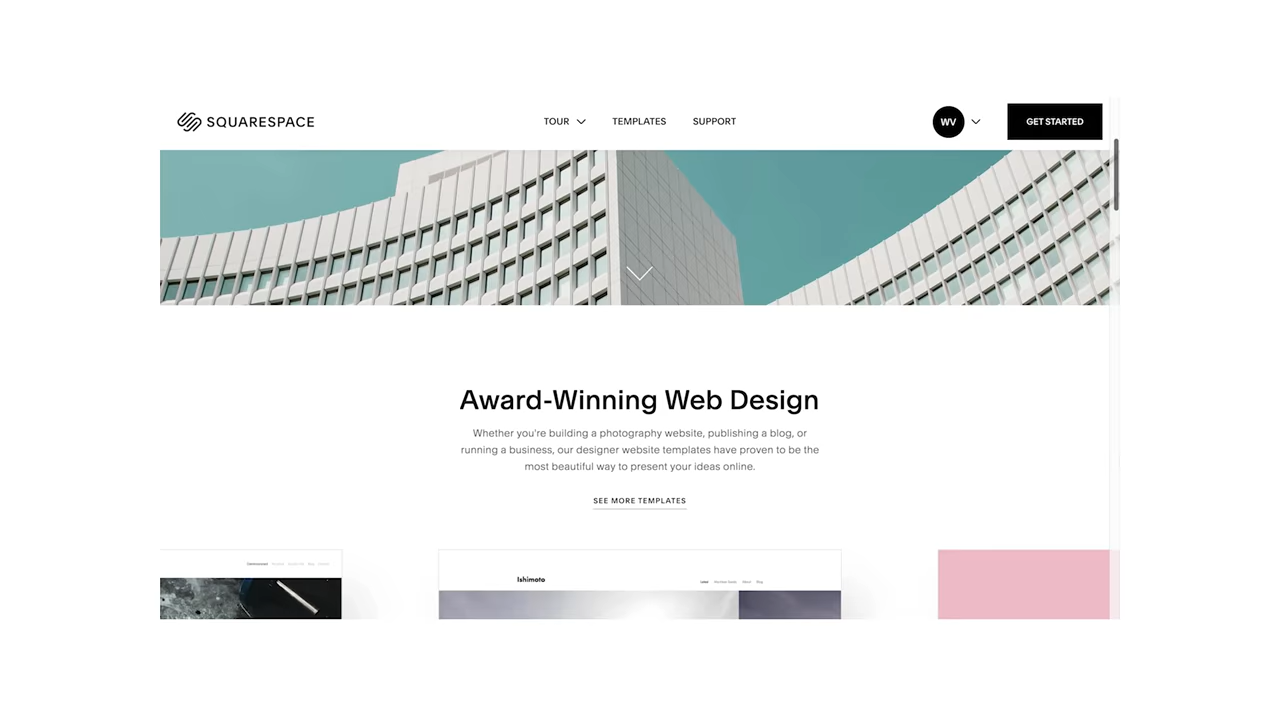 SQUARESPACE
TOUR
TEMPLATES
SUPPORT
WV
GET STARTED
Award-Winning Web Design
Whether you're building a photography website, publishing a blog, or
running a business, our designer website templates have proven to be the
most beautiful way to present your ideas online.
SEE MORE TEMPLATES
Ishimoto
About
Blog